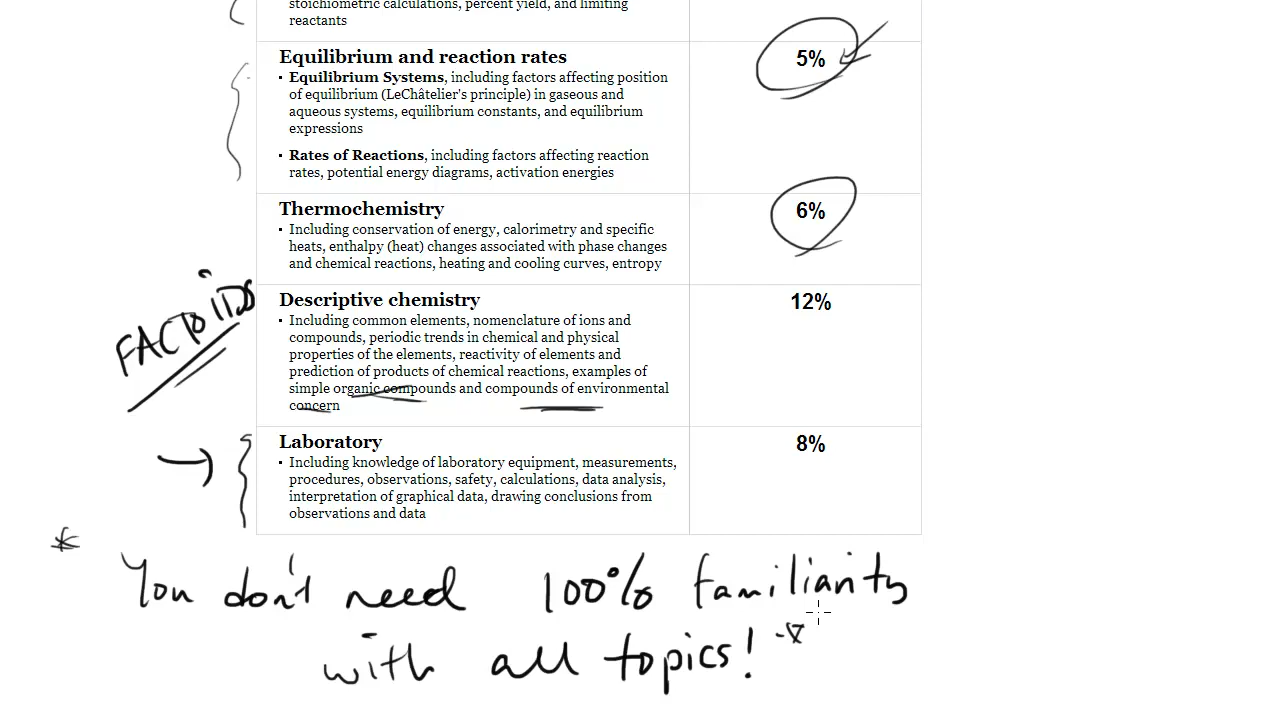 stoichiometric calculations, percent yield, and limiting
reactants
Equilibrium and reaction rates
5%
• Equilibrium Systems, including factors affecting position
of equilibrium (LeChâtelier's principle) in gaseous and
aqueous systems, equilibrium constants, and equilibrium
expressions
• Rates of Reactions, including factors affecting reaction
rates, potential energy diagrams, activation energies
Thermochemistry
6%
• Including conservation of energy, calorimetry and specific
heats, enthalpy (heat) changes associated with phase changes
and chemical reactions, heating and cooling curves, entropy
FACTOIDS
Descriptive chemistry
12%
• Including common elements, nomenclature of ions and
compounds, periodic trends in chemical and physical
properties of the elements, reactivity of elements and
prediction of products of chemical reactions, examples of
simple organic compounds and compounds of environmental
concern
Laboratory
8%
• Including knowledge of laboratory equipment, measurements,
procedures, observations, safety, calculations, data analysis,
interpretation of graphical data, drawing conclusions from
observations and data
* You don't need 100% familiarity
with all topics!